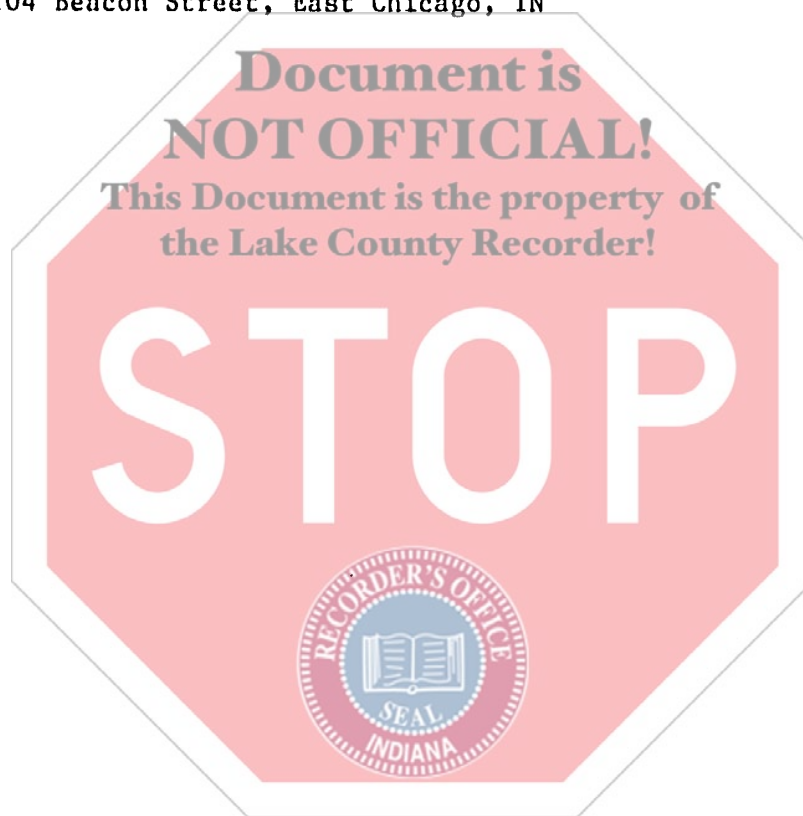 04 Beacon Street, East Chicago, IN
Document is
NOT OFFICIAL!
This Document is the property of
the Lake County Recorder!
STOP
RECORDER'S OFFICE
SEAL
INDIANA